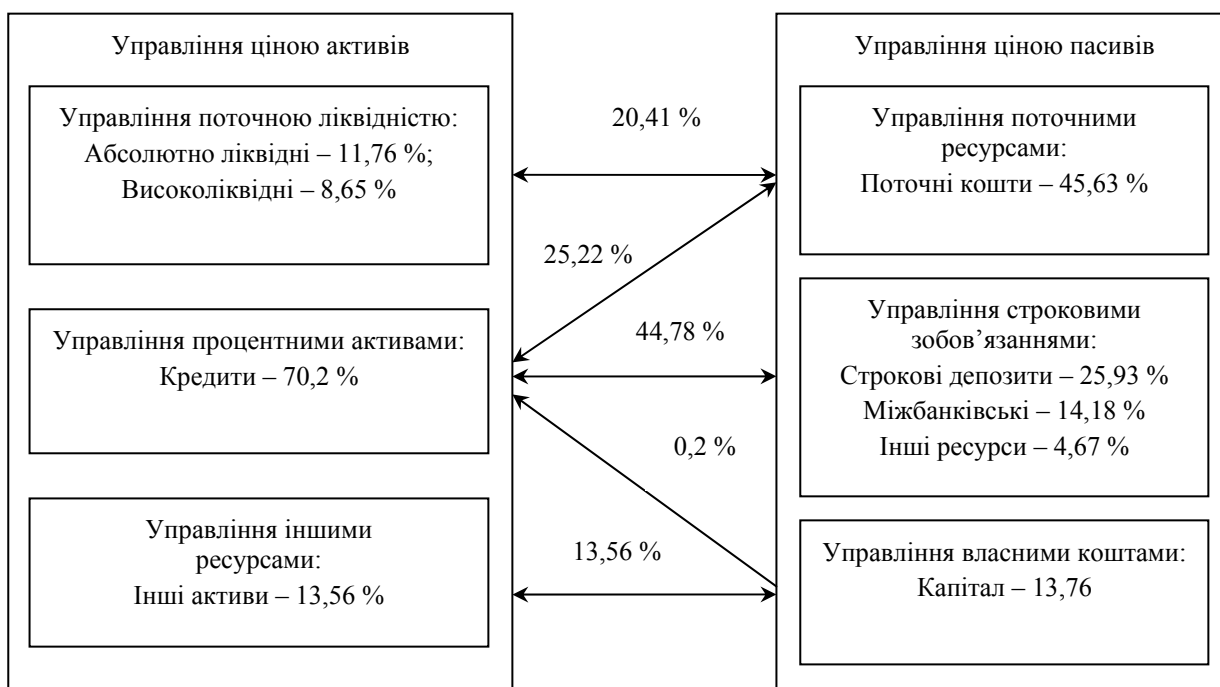 Управління ціною активів
Управління поточною ліквідністю:
Абсолютно ліквідні – 11,76 %;
Високоліквідні – 8,65 %
Управління процентними активами:
Кредити – 70,2 %
Управління іншими
ресурсами:
Інші активи – 13,56 %
20,41 %
25,22 %
44,78 %
0,2 %
13,56 %
Управління ціною пасивів
Управління поточними
ресурсами:
Поточні кошти – 45,63 %
Управління строковими
зобов’язаннями:
Строкові депозити – 25,93 %
Міжбанківські – 14,18 %
Інші ресурси – 4,67 %
Управління власними коштами:
Капітал – 13,76